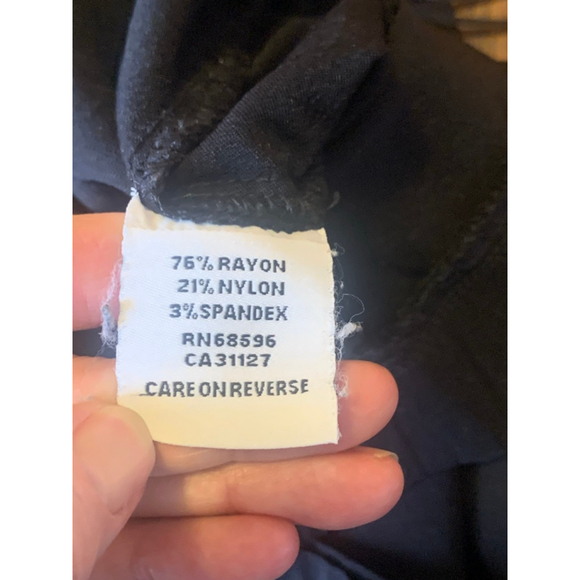 76% RAYON
21% NYLON
3% SPANDEX
RN68596
CA31127
CARE ON REVERSE